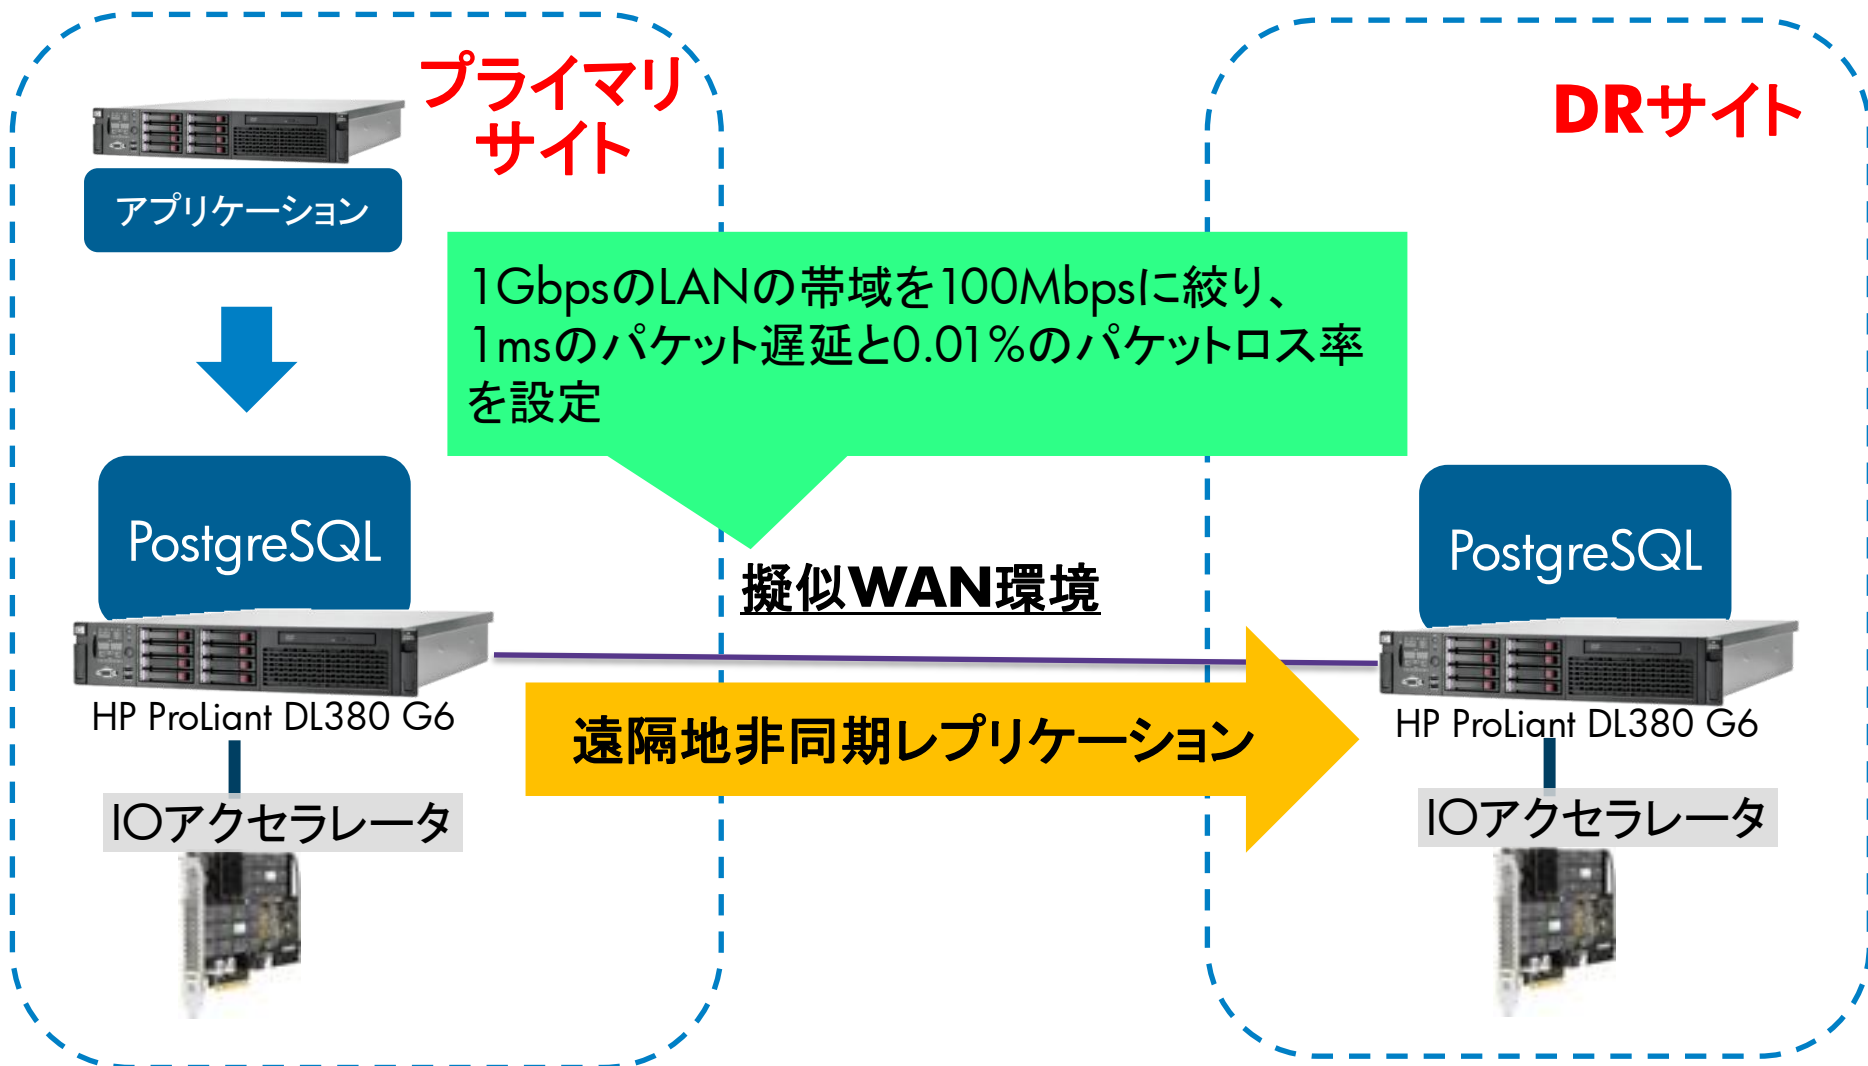 プライマリ
サイト
DRサイト
アプリケーション
1GbpsのLANの帯域を100Mbpsに絞り、
1msのパケット遅延と0.01%のパケットロス率
を設定
PostgreSQL
PostgreSQL
擬似WAN環境
HP ProLiant DL380 G6
HP ProLiant DL380 G6
遠隔地非同期レプリケーション
IOアクセラレータ
IOアクセラレータ